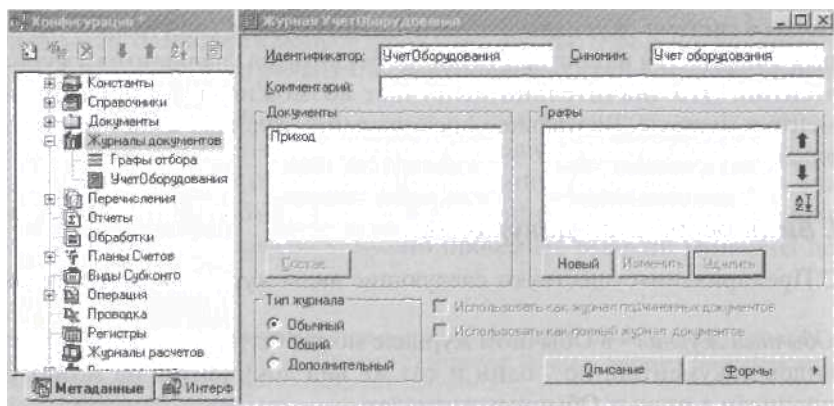 Конфигурация *
Константы
Справочники
Документы
Журналы документов
Графы отбора
УчетОборудования
Перечисления
Отчеты
Обработки
Планы Счетов
Виды Субконто
Операция
Проводка
Регистры
Журналы расчетов
Метаданные
Интерф
Журнал УчетОборудования
Идентификатор:
УчетОборудования
Синоним:
Учет оборудования
Комментарий:
Документы
Приход
Состав
Графы
Новый
Изменить
Удалить
Тип журнала
Обычный
Общий
Дополнительный
Использовать как журнал подчиненных документов
Использовать как полный журнал документов
Описание
Формы